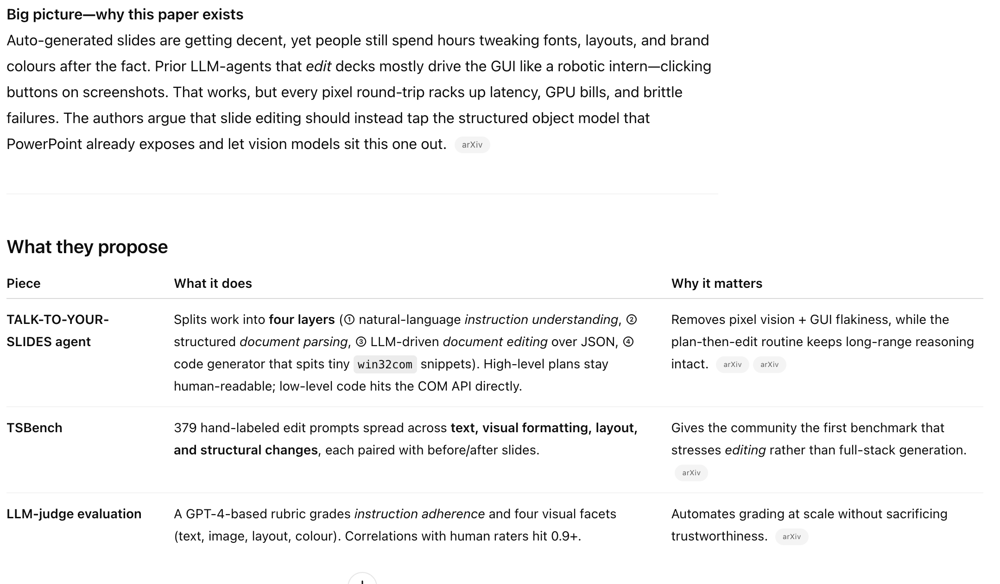 Big picture—why this paper exists
Auto-generated slides are getting decent, yet people still spend hours tweaking fonts, layouts, and brand
colours after the fact. Prior LLM-agents that edit decks mostly drive the GUI like a robotic intern—clicking
buttons on screenshots. That works, but every pixel round-trip racks up latency, GPU bills, and brittle
failures. The authors argue that slide editing should instead tap the structured object model that
PowerPoint already exposes and let vision models sit this one out. arXiv
What they propose
Piece What it does Why it matters
TALK-TO-YOUR-
SLIDES agent
Splits work into four layers (① natural-language instruction understanding, ②
structured document parsing, ③ LLM-driven document editing over JSON, ④
code generator that spits tiny win32com snippets). High-level plans stay
human-readable; low-level code hits the COM API directly.
Removes pixel vision + GUI flakiness, while the
plan-then-edit routine keeps long-range reasoning
intact. arXiv arXiv
TSBench
379 hand-labeled edit prompts spread across text, visual formatting, layout,
and structural changes, each paired with before/after slides.
Gives the community the first benchmark that
stresses editing rather than full-stack generation.
arXiv
LLM-judge evaluation
A GPT-4-based rubric grades instruction adherence and four visual facets
(text, image, layout, colour). Correlations with human raters hit 0.9+.
Automates grading at scale without sacrificing
trustworthiness. arXiv